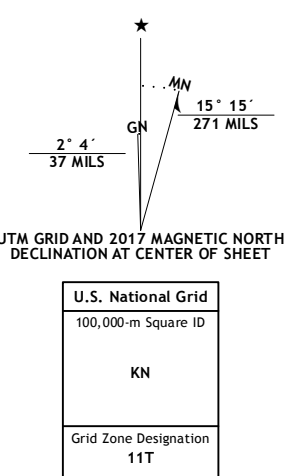 ★
MN
GN
15° 15´
271 MILS
2° 4´
37 MILS
UTM GRID AND 2017 MAGNETIC NORTH
DECLINATION AT CENTER OF SHEET
U.S. National Grid
100,000-m Square ID
KN
Grid Zone Designation
11T